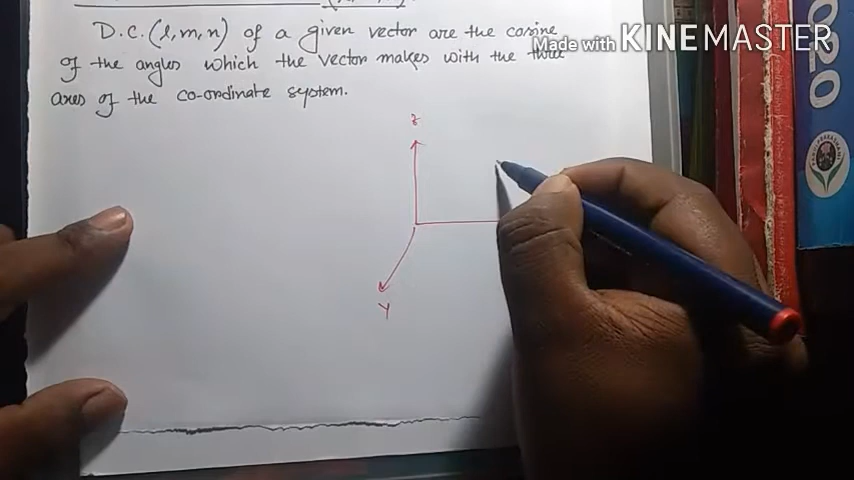 D.C.(l,m,n) of a given vector are the cosine
Made with KINEMASTER
of the angles which the vector makes with the three
axes of the co-ordinate system.
z
Y
2020